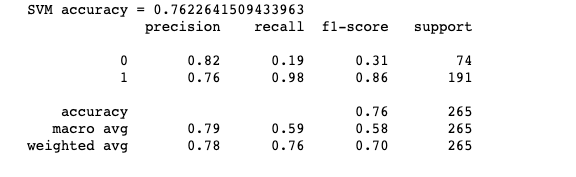 SVM accuracy = 0.7622641509433963
precision recall f1-score support
0 0.82 0.19 0.31 74
1 0.76 0.98 0.86 191
accuracy 0.76 265
macro avg 0.79 0.59 0.58 265
weighted avg 0.78 0.76 0.70 265